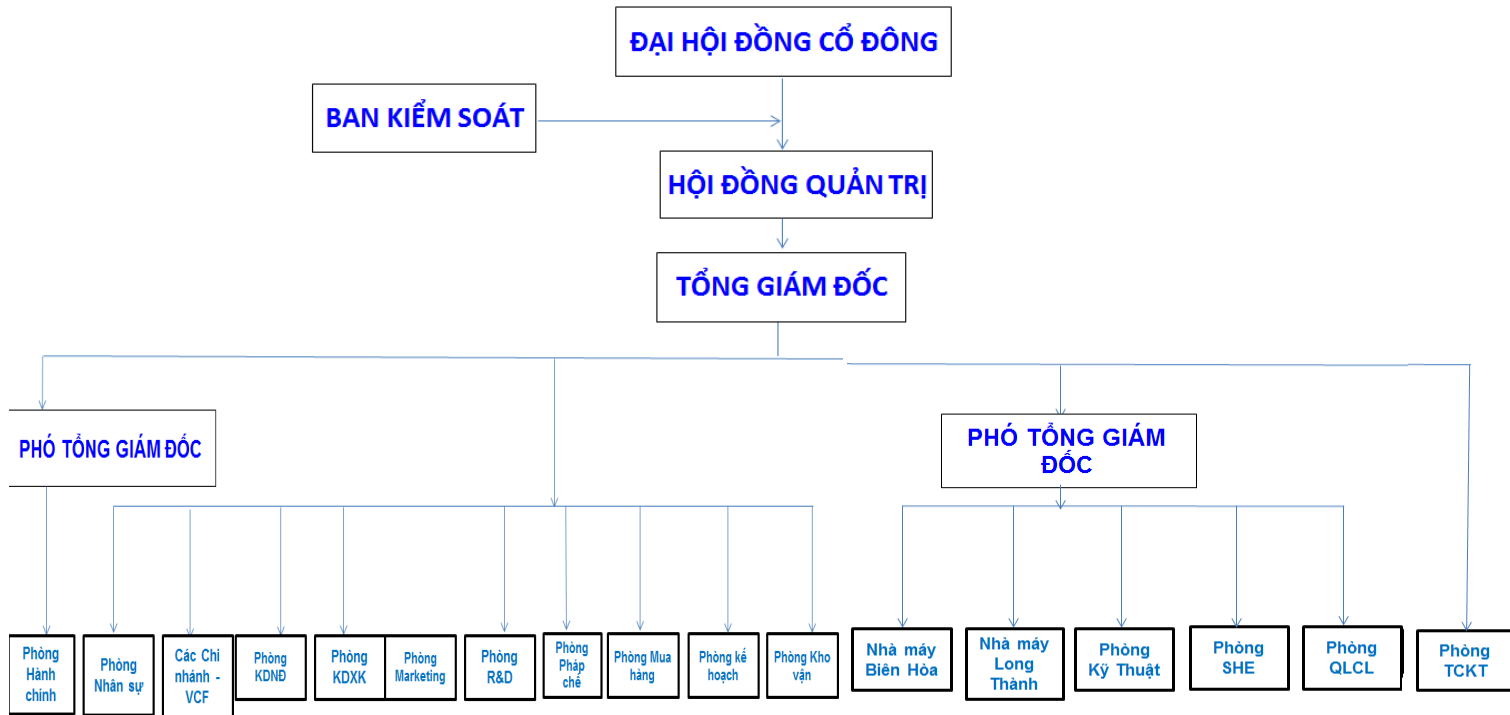 ĐẠI HỘI ĐỒNG CỔ ĐÔNG
BAN KIỂM SOÁT
HỘI ĐỒNG QUẢN TRỊ
TỔNG GIÁM ĐỐC
PHÓ TỔNG GIÁM ĐỐC
PHÓ TỔNG GIÁM
ĐỐC
Phòng
Hành
chính
Phòng
Nhân sự
Các Chi
nhánh -
VCF
Phòng
KDNĐ
Phòng
KDXK
Phòng
Marketing
Phòng
R&D
Phòng
Pháp
chế
Phòng Mua
hàng
Phòng kế
hoạch
Phòng Kho
vận
Nhà máy
Biên Hòa
Nhà máy
Long
Thành
Phòng
Kỹ Thuật
Phòng
SHE
Phòng
QLCL
Phòng
TCKT